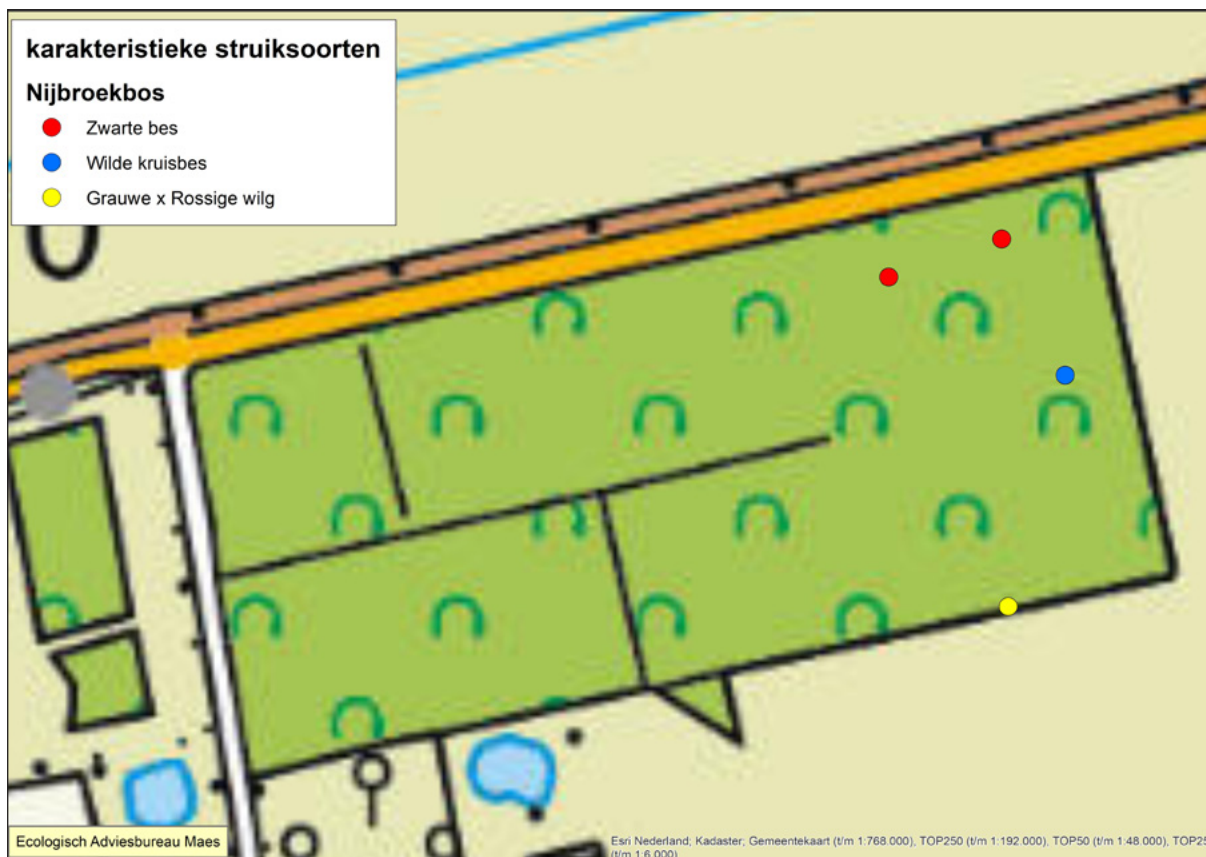 karakteristieke struiksoorten
Nijbroekbos
Zwarte bes
Wilde kruisbes
Grauwe x Rossige wilg
Ecologisch Adviesbureau Maes
Esri Nederland; Kadaster; Gemeentekaart (t/m 1:768.000), TOP250 (t/m 1:192.000), TOP50 (t/m 1:48.000), TOP25
(t/m 1:6.000)